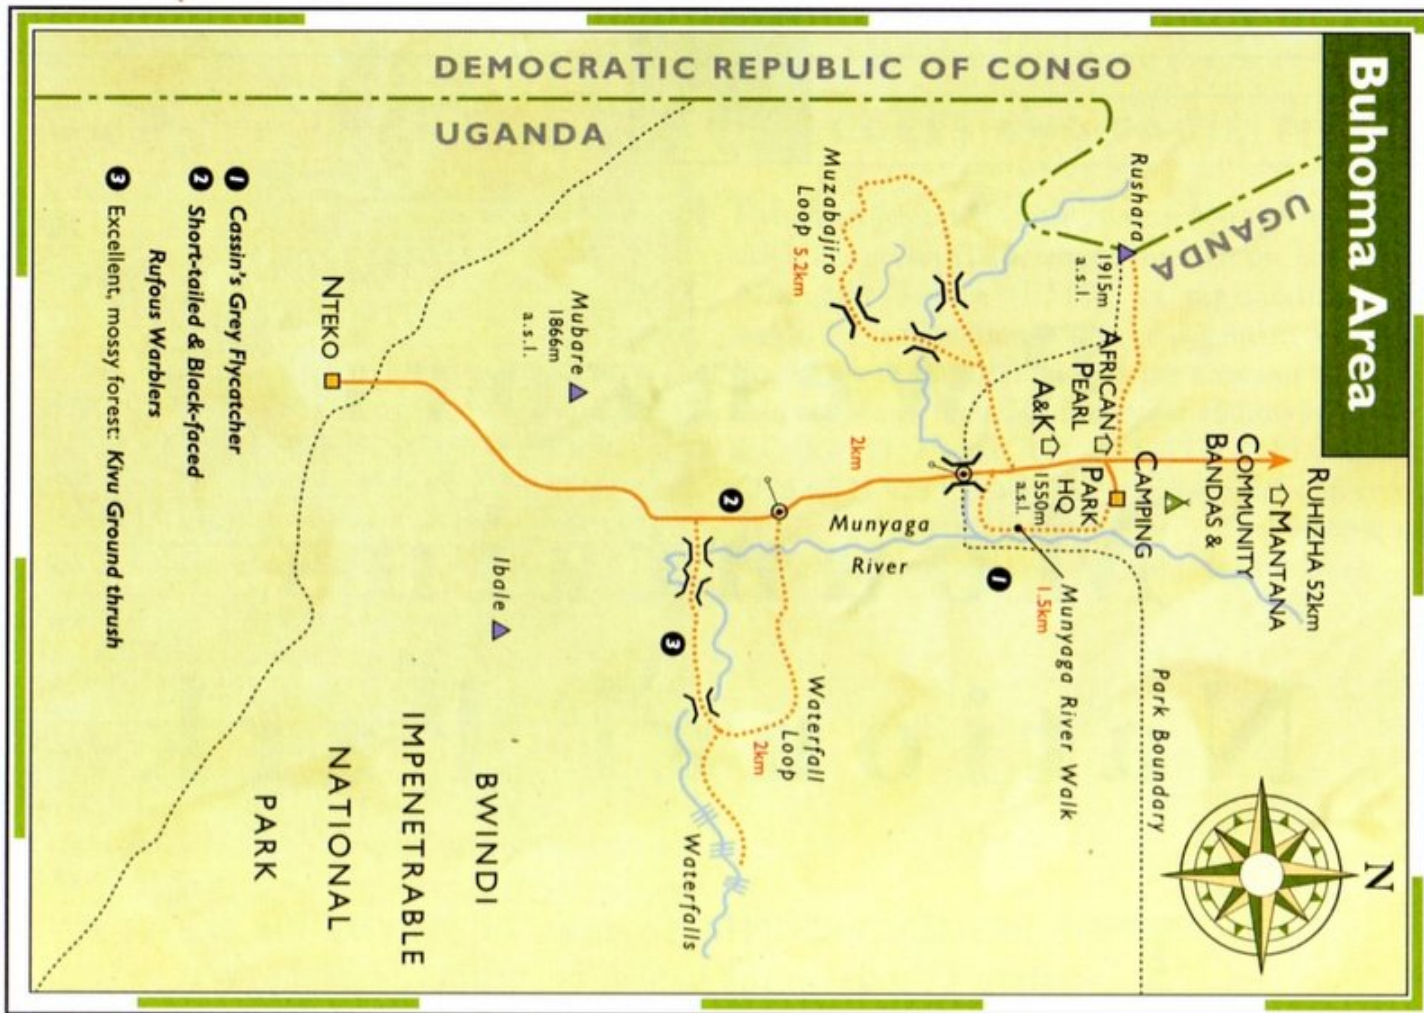 Buhoma Area
N
RUHIZHA 52km
MANTANA
COMMUNITY
BANDAS &
CAMPING
PARK
HQ
1550m
a.s.l.
AFRICAN
PEARL
A&K
Rushara
1915m
a.s.l.
UGANDA
DEMOCRATIC REPUBLIC OF CONGO
UGANDA
Muzabajiro
Loop 5.2km
Park Boundary
Munyaga River Walk
1.5km
1
Munyaga
River
2km
2
Waterfall
Loop
2km
3
Waterfalls
Mubare
1866m
a.s.l.
Ibale
BWINDI
IMPENETRABLE
NATIONAL
PARK
NTEKO
1 Cassin's Grey Flycatcher
2 Short-tailed & Black-faced
Rufous Warblers
3 Excellent, mossy forest: Kivu Ground thrush